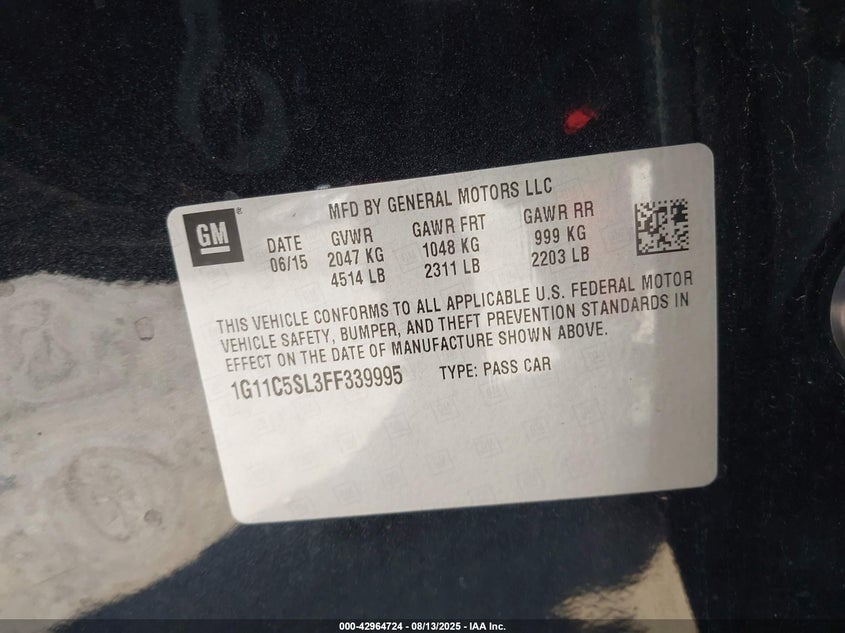 MFD BY GENERAL MOTORS LLC
GM®
DATE GVWR GAWR FRT GAWR RR
06/15 2047 KG 1048 KG 999 KG
4514 LB 2311 LB 2203 LB
THIS VEHICLE CONFORMS TO ALL APPLICABLE U.S. FEDERAL MOTOR
VEHICLE SAFETY, BUMPER, AND THEFT PREVENTION STANDARDS IN
EFFECT ON THE DATE OF MANUFACTURE SHOWN ABOVE.
1G11C5SL3FF339995 TYPE: PASS CAR
000-42964724 - 08/13/2025 - IAA Inc.